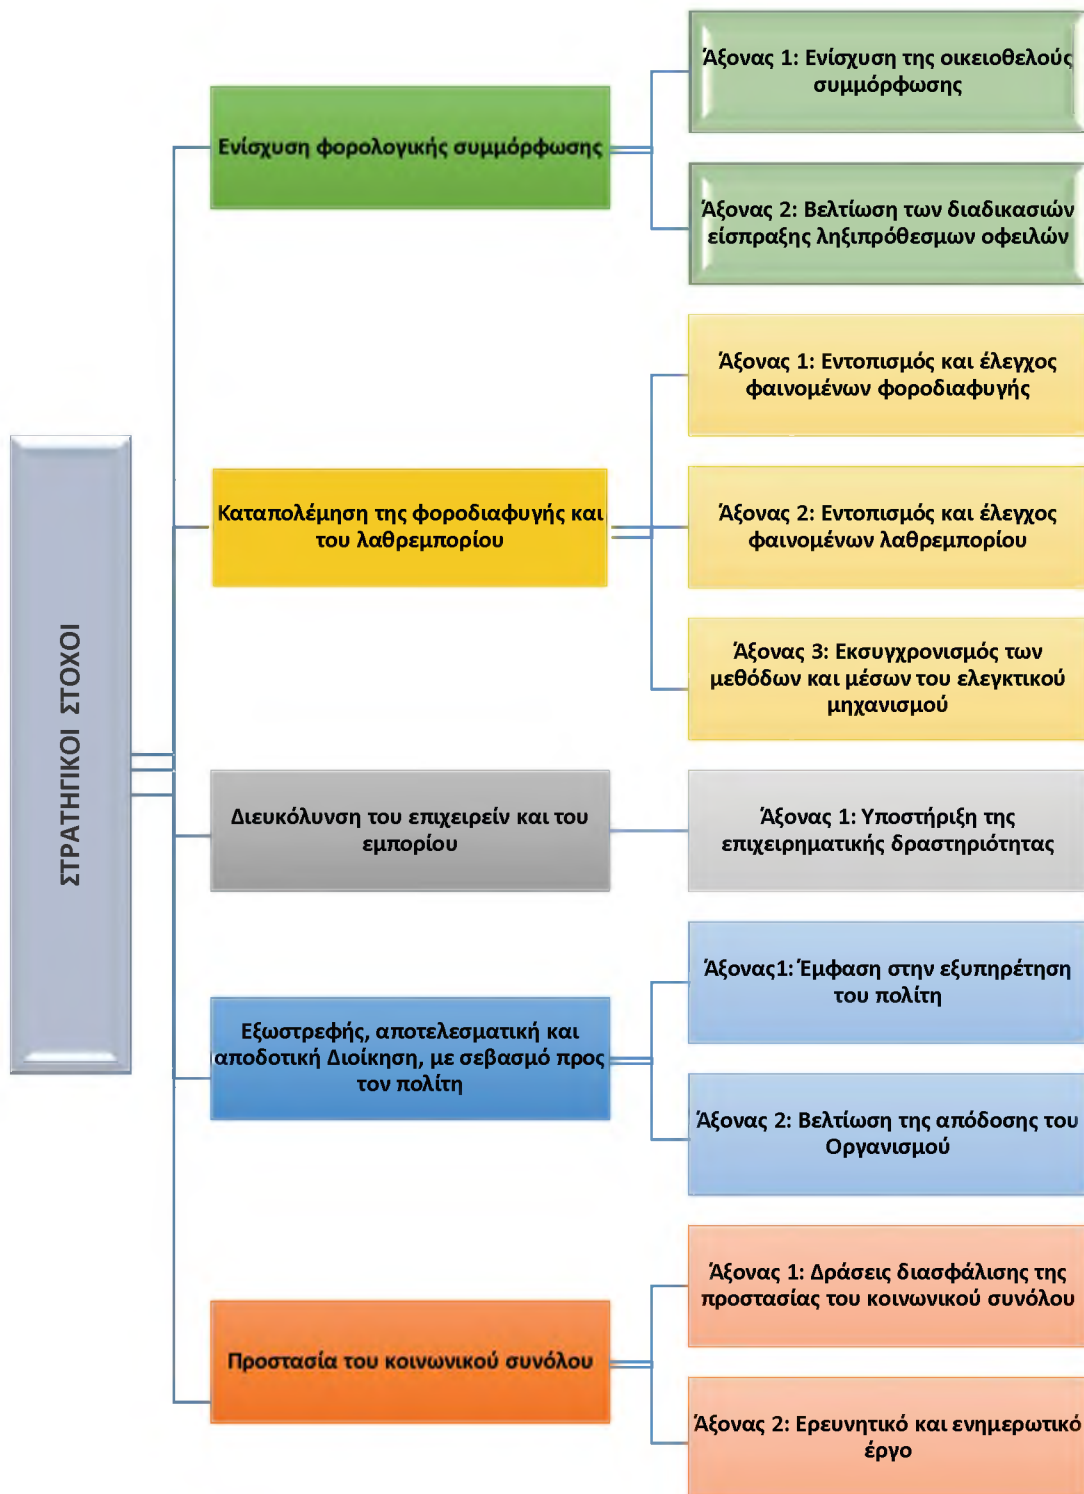 ΣΤΡΑΤΗΓΙΚΟΙ ΣΤΟΧΟΙ
Ενίσχυση φορολογικής συμμόρφωσης
Άξονας 1: Ενίσχυση της οικειοθελούς
συμμόρφωσης
Άξονας 2: Βελτίωση των διαδικασιών
είσπραξης ληξιπρόθεσμων οφειλών
Καταπολέμηση της φοροδιαφυγής και
του λαθρεμπορίου
Άξονας 1: Εντοπισμός και έλεγχος
φαινομένων φοροδιαφυγής
Άξονας 2: Εντοπισμός και έλεγχος
φαινομένων λαθρεμπορίου
Άξονας 3: Εκσυγχρονισμός των
μεθόδων και μέσων του ελεγκτικού
μηχανισμού
Διευκόλυνση του επιχειρείν και του
εμπορίου
Άξονας 1: Υποστήριξη της
επιχειρηματικής δραστηριότητας
Εξωστρεφής, αποτελεσματική και
αποδοτική Διοίκηση, με σεβασμό προς
τον πολίτη
Άξονας1: Έμφαση στην εξυπηρέτηση
του πολίτη
Άξονας 2: Βελτίωση της απόδοσης του
Οργανισμού
Προστασία του κοινωνικού συνόλου
Άξονας 1: Δράσεις διασφάλισης της
προστασίας του κοινωνικού συνόλου
Άξονας 2: Ερευνητικό και ενημερωτικό
έργο